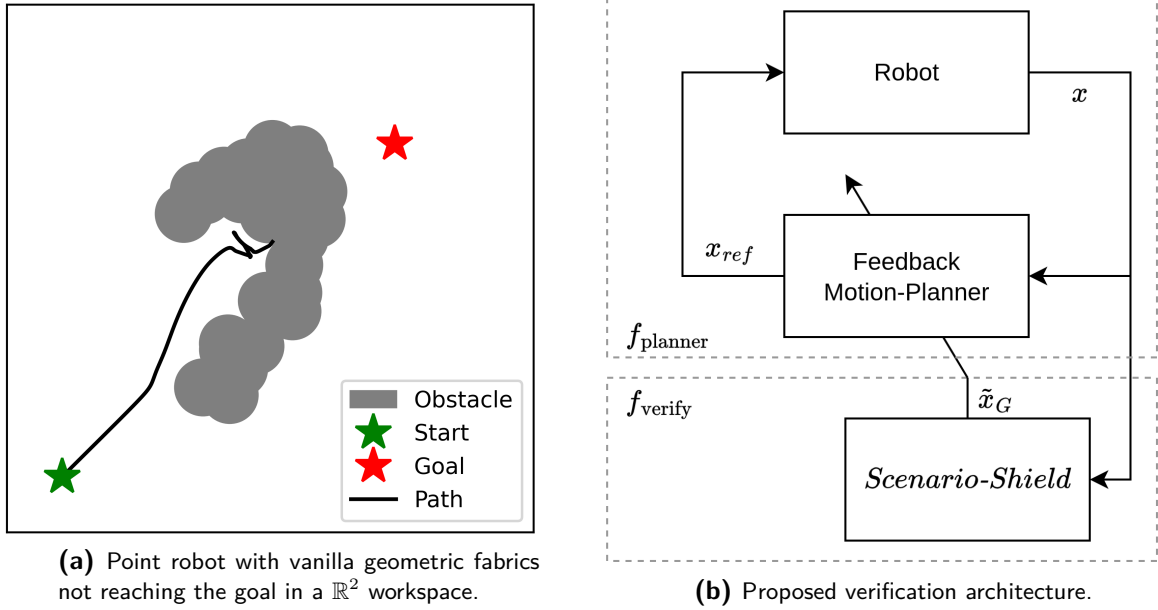 Obstacle
Start
Goal
Path
(a) Point robot with vanilla geometric fabrics
not reaching the goal in a ℝ² workspace.
Robot
x
x_ref
Feedback
Motion-Planner
f_planner
f_verify
x̃_G
Scenario-Shield
(b) Proposed verification architecture.